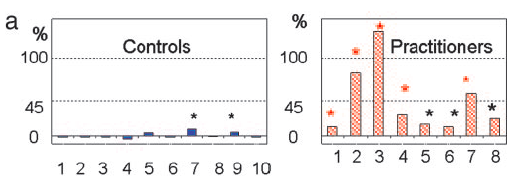 a
%
Controls
100
45
0
* *
1 2 3 4 5 6 7 8 9 10
%
Practitioners
100
45
0
* * *
1 2 3 4 5 6 7 8